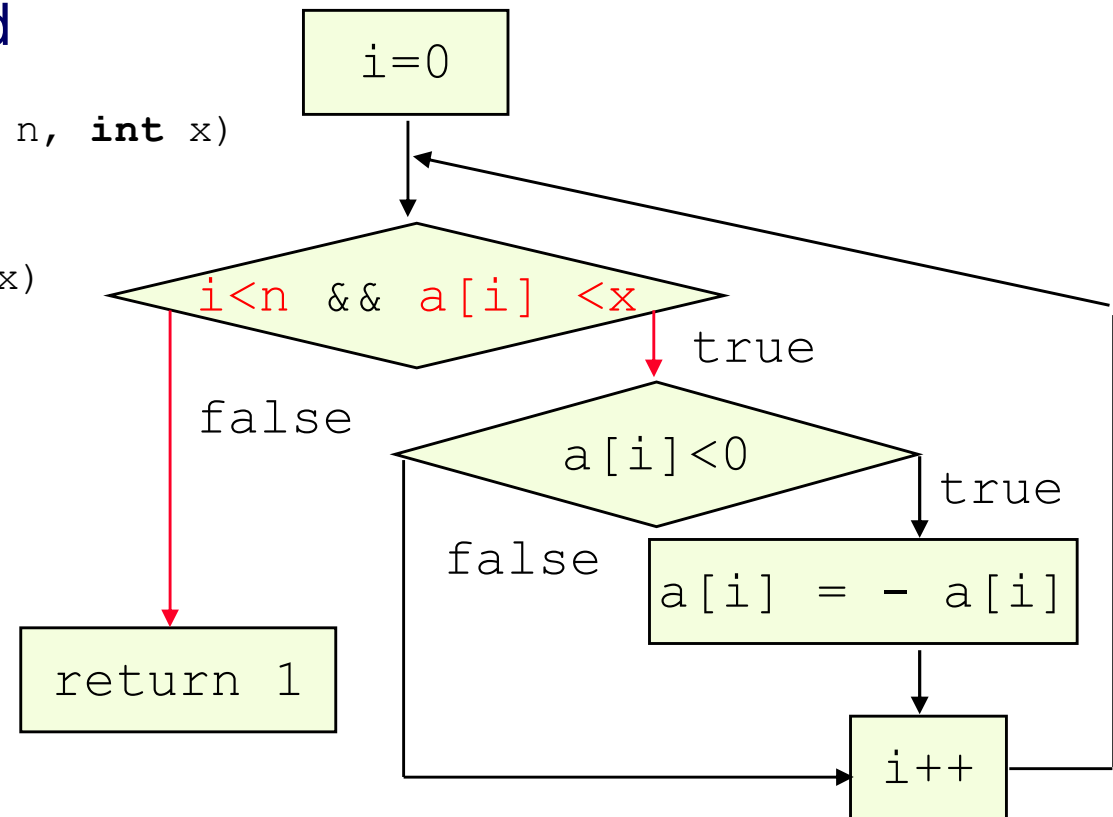 i=0
n, int x)
x)
i<n && a[i] <x
true
false
a[i]<0
true
false
a[i] = - a[i]
return 1
i++